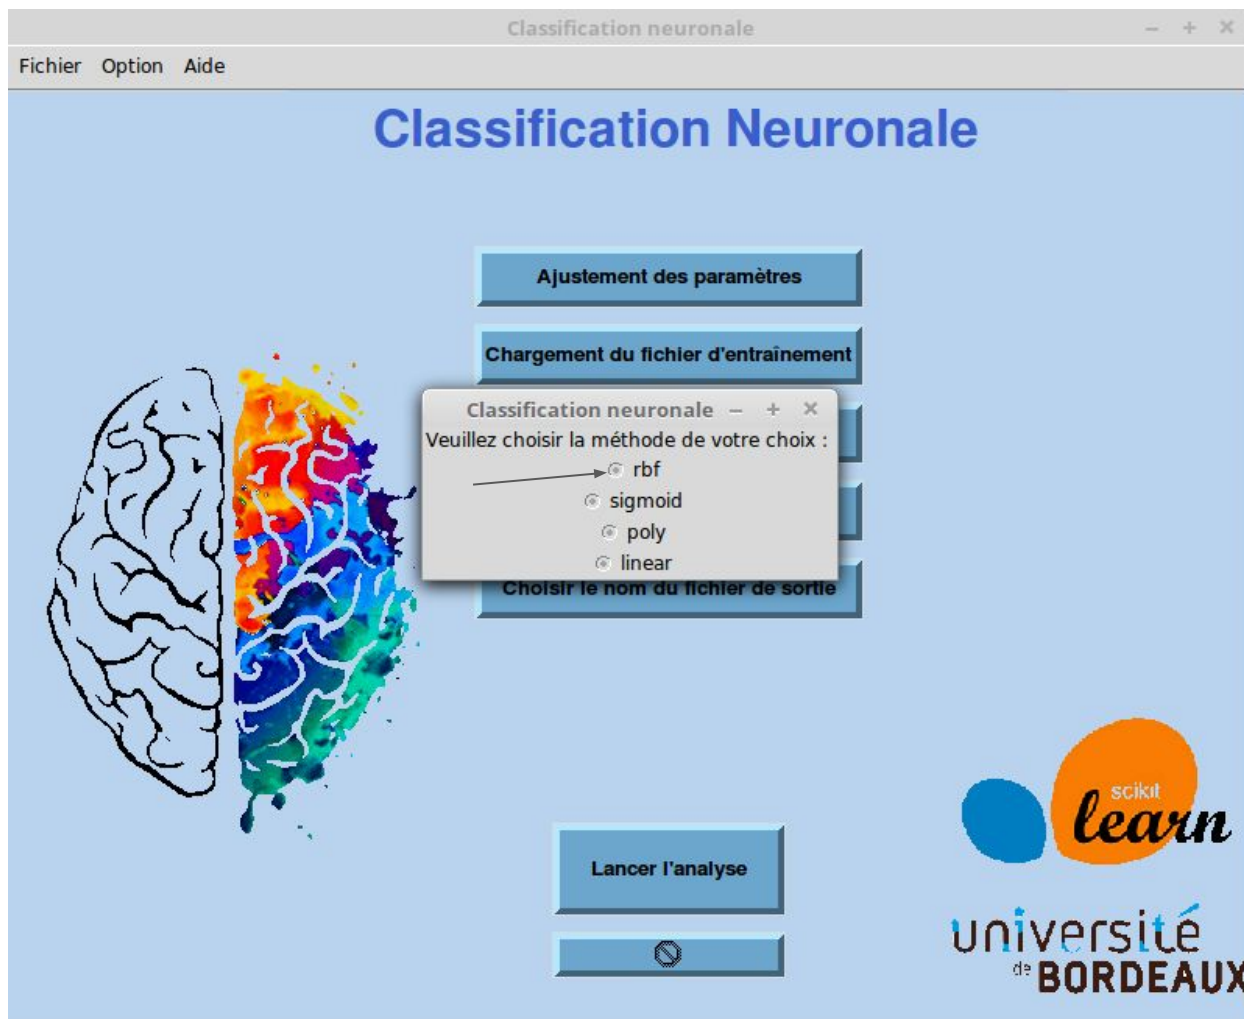 Classification neuronale
Fichier Option Aide
Classification Neuronale
Ajustement des paramètres
Chargement du fichier d'entraînement
Classification neuronale
Veuillez choisir la méthode de votre choix :
rbf
sigmoid
poly
linear
Choisir le nom du fichier de sortie
Lancer l'analyse
scikit
learn
université
de BORDEAUX